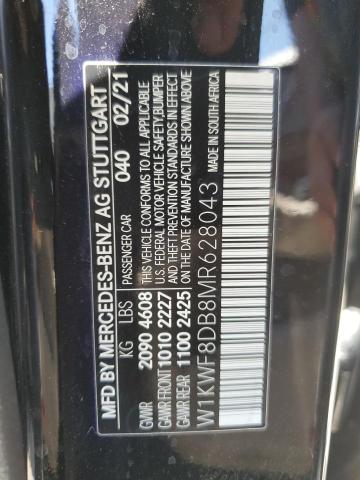 MFD BY MERCEDES-BENZ AG STUTTGART
PASSENGER CAR 040 02/21
KG LBS
GVWR 2090 4608
GAWR FRONT 1010 2227
GAWR REAR 1100 2425
THIS VEHICLE CONFORMS TO ALL APPLICABLE
U.S. FEDERAL MOTOR VEHICLE SAFETY, BUMPER,
AND THEFT PREVENTION STANDARDS IN EFFECT
ON THE DATE OF MANUFACTURE SHOWN ABOVE
W1KWF8DB8MR628043
MADE IN SOUTH AFRICA